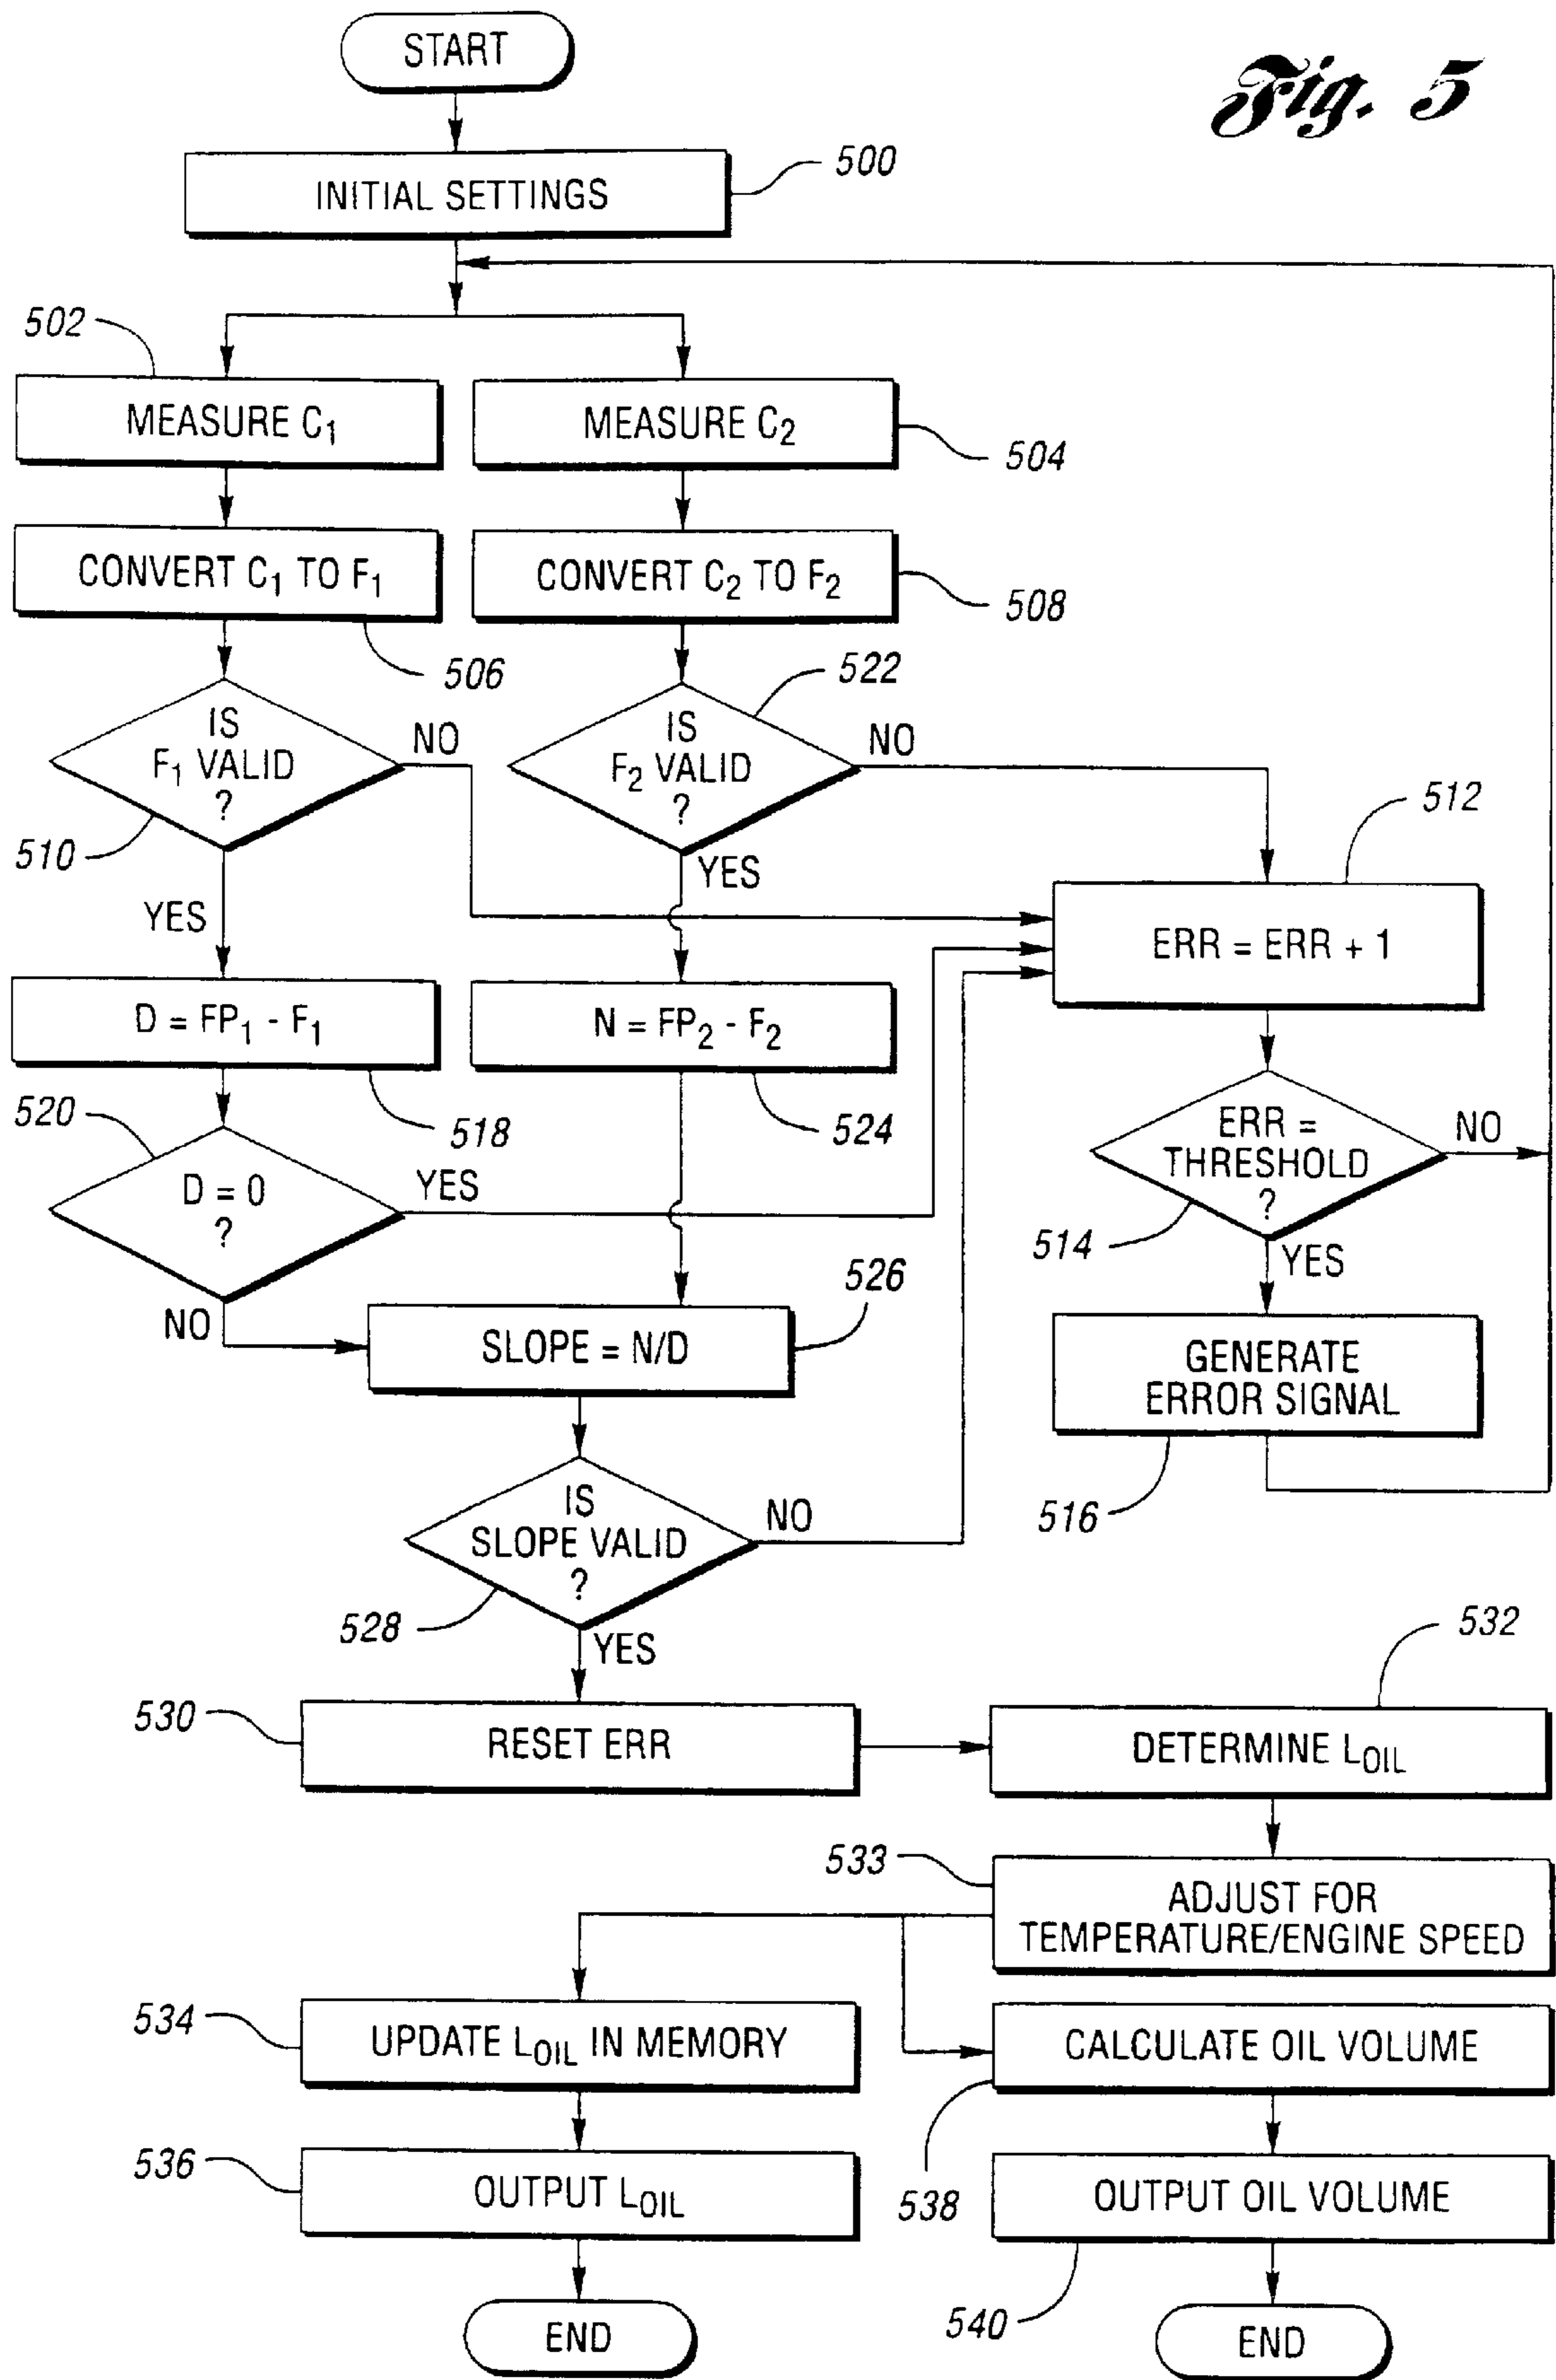 START
Fig. 5
INITIAL SETTINGS
500
502
MEASURE C₁
MEASURE C₂
504
CONVERT C₁ TO F₁
CONVERT C₂ TO F₂
508
506
522
IS
F₁ VALID
?
NO
IS
F₂ VALID
?
NO
510
512
YES
YES
ERR = ERR + 1
D = FP₁ - F₁
N = FP₂ - F₂
518
524
520
D = 0
?
YES
ERR =
THRESHOLD
?
NO
514
YES
NO
526
SLOPE = N/D
GENERATE
ERROR SIGNAL
516
IS
SLOPE VALID
?
NO
528
YES
532
530
RESET ERR
DETERMINE L_OIL
533
ADJUST FOR
TEMPERATURE/ENGINE SPEED
534
UPDATE L_OIL IN MEMORY
CALCULATE OIL VOLUME
538
536
OUTPUT L_OIL
OUTPUT OIL VOLUME
540
END
END